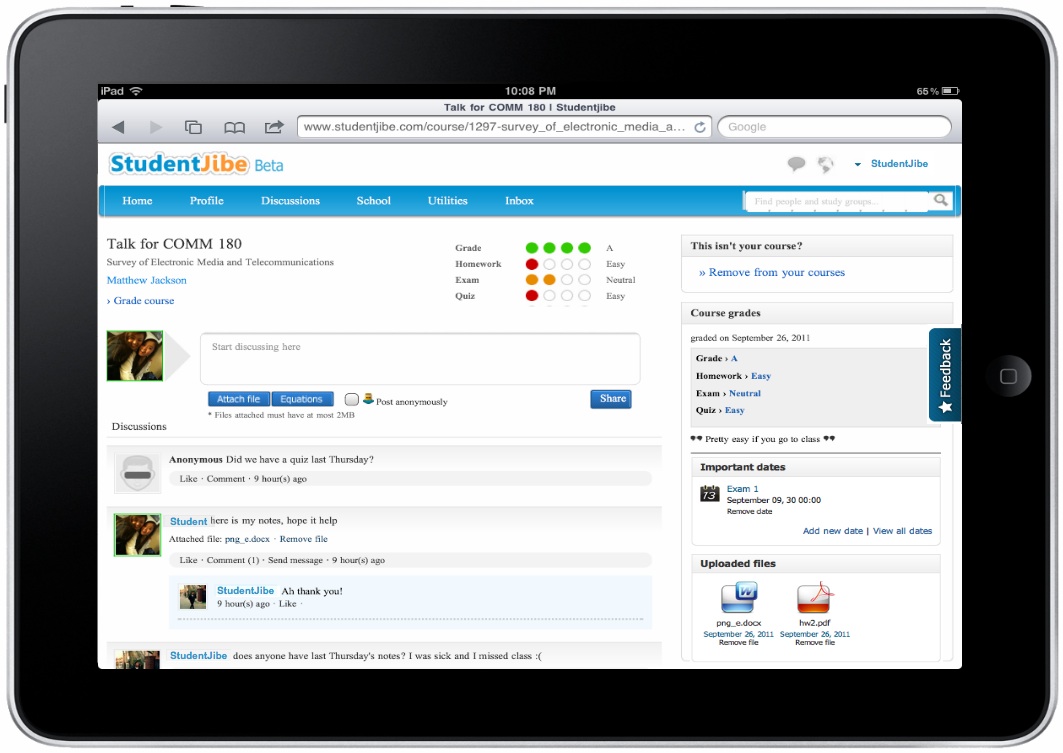 iPad 10:08 PM 65%
Talk for COMM 180 | Studentjibe
www.studentjibe.com/course/1297-survey_of_electronic_media_a... Google
StudentJibe Beta
StudentJibe
Home Profile Discussions School Utilities Inbox
Find people and study groups...
Talk for COMM 180
Survey of Electronic Media and Telecommunications
Matthew Jackson
› Grade course
Grade A
Homework Easy
Exam Neutral
Quiz Easy
Start discussing here
Attach file Equations Post anonymously Share
* Files attached must have at most 2MB
Discussions
Anonymous Did we have a quiz last Thursday?
Like · Comment · 9 hour(s) ago
Student here is my notes, hope it help
Attached file: png_e.docx · Remove file
Like · Comment (1) · Send message · 9 hour(s) ago
StudentJibe Ah thank you!
9 hour(s) ago · Like ·
StudentJibe does anyone have last Thursday's notes? I was sick and I missed class :(
This isn't your course?
» Remove from your courses
Course grades
graded on September 26, 2011
Grade › A
Homework › Easy
Exam › Neutral
Quiz › Easy
Pretty easy if you go to class
Feedback
Important dates
13
Exam 1
September 09, 30 00:00
Remove date
Add new date | View all dates
Uploaded files
W
png_e.docx hw2.pdf
September 26, 2011 September 26, 2011
Remove file Remove file